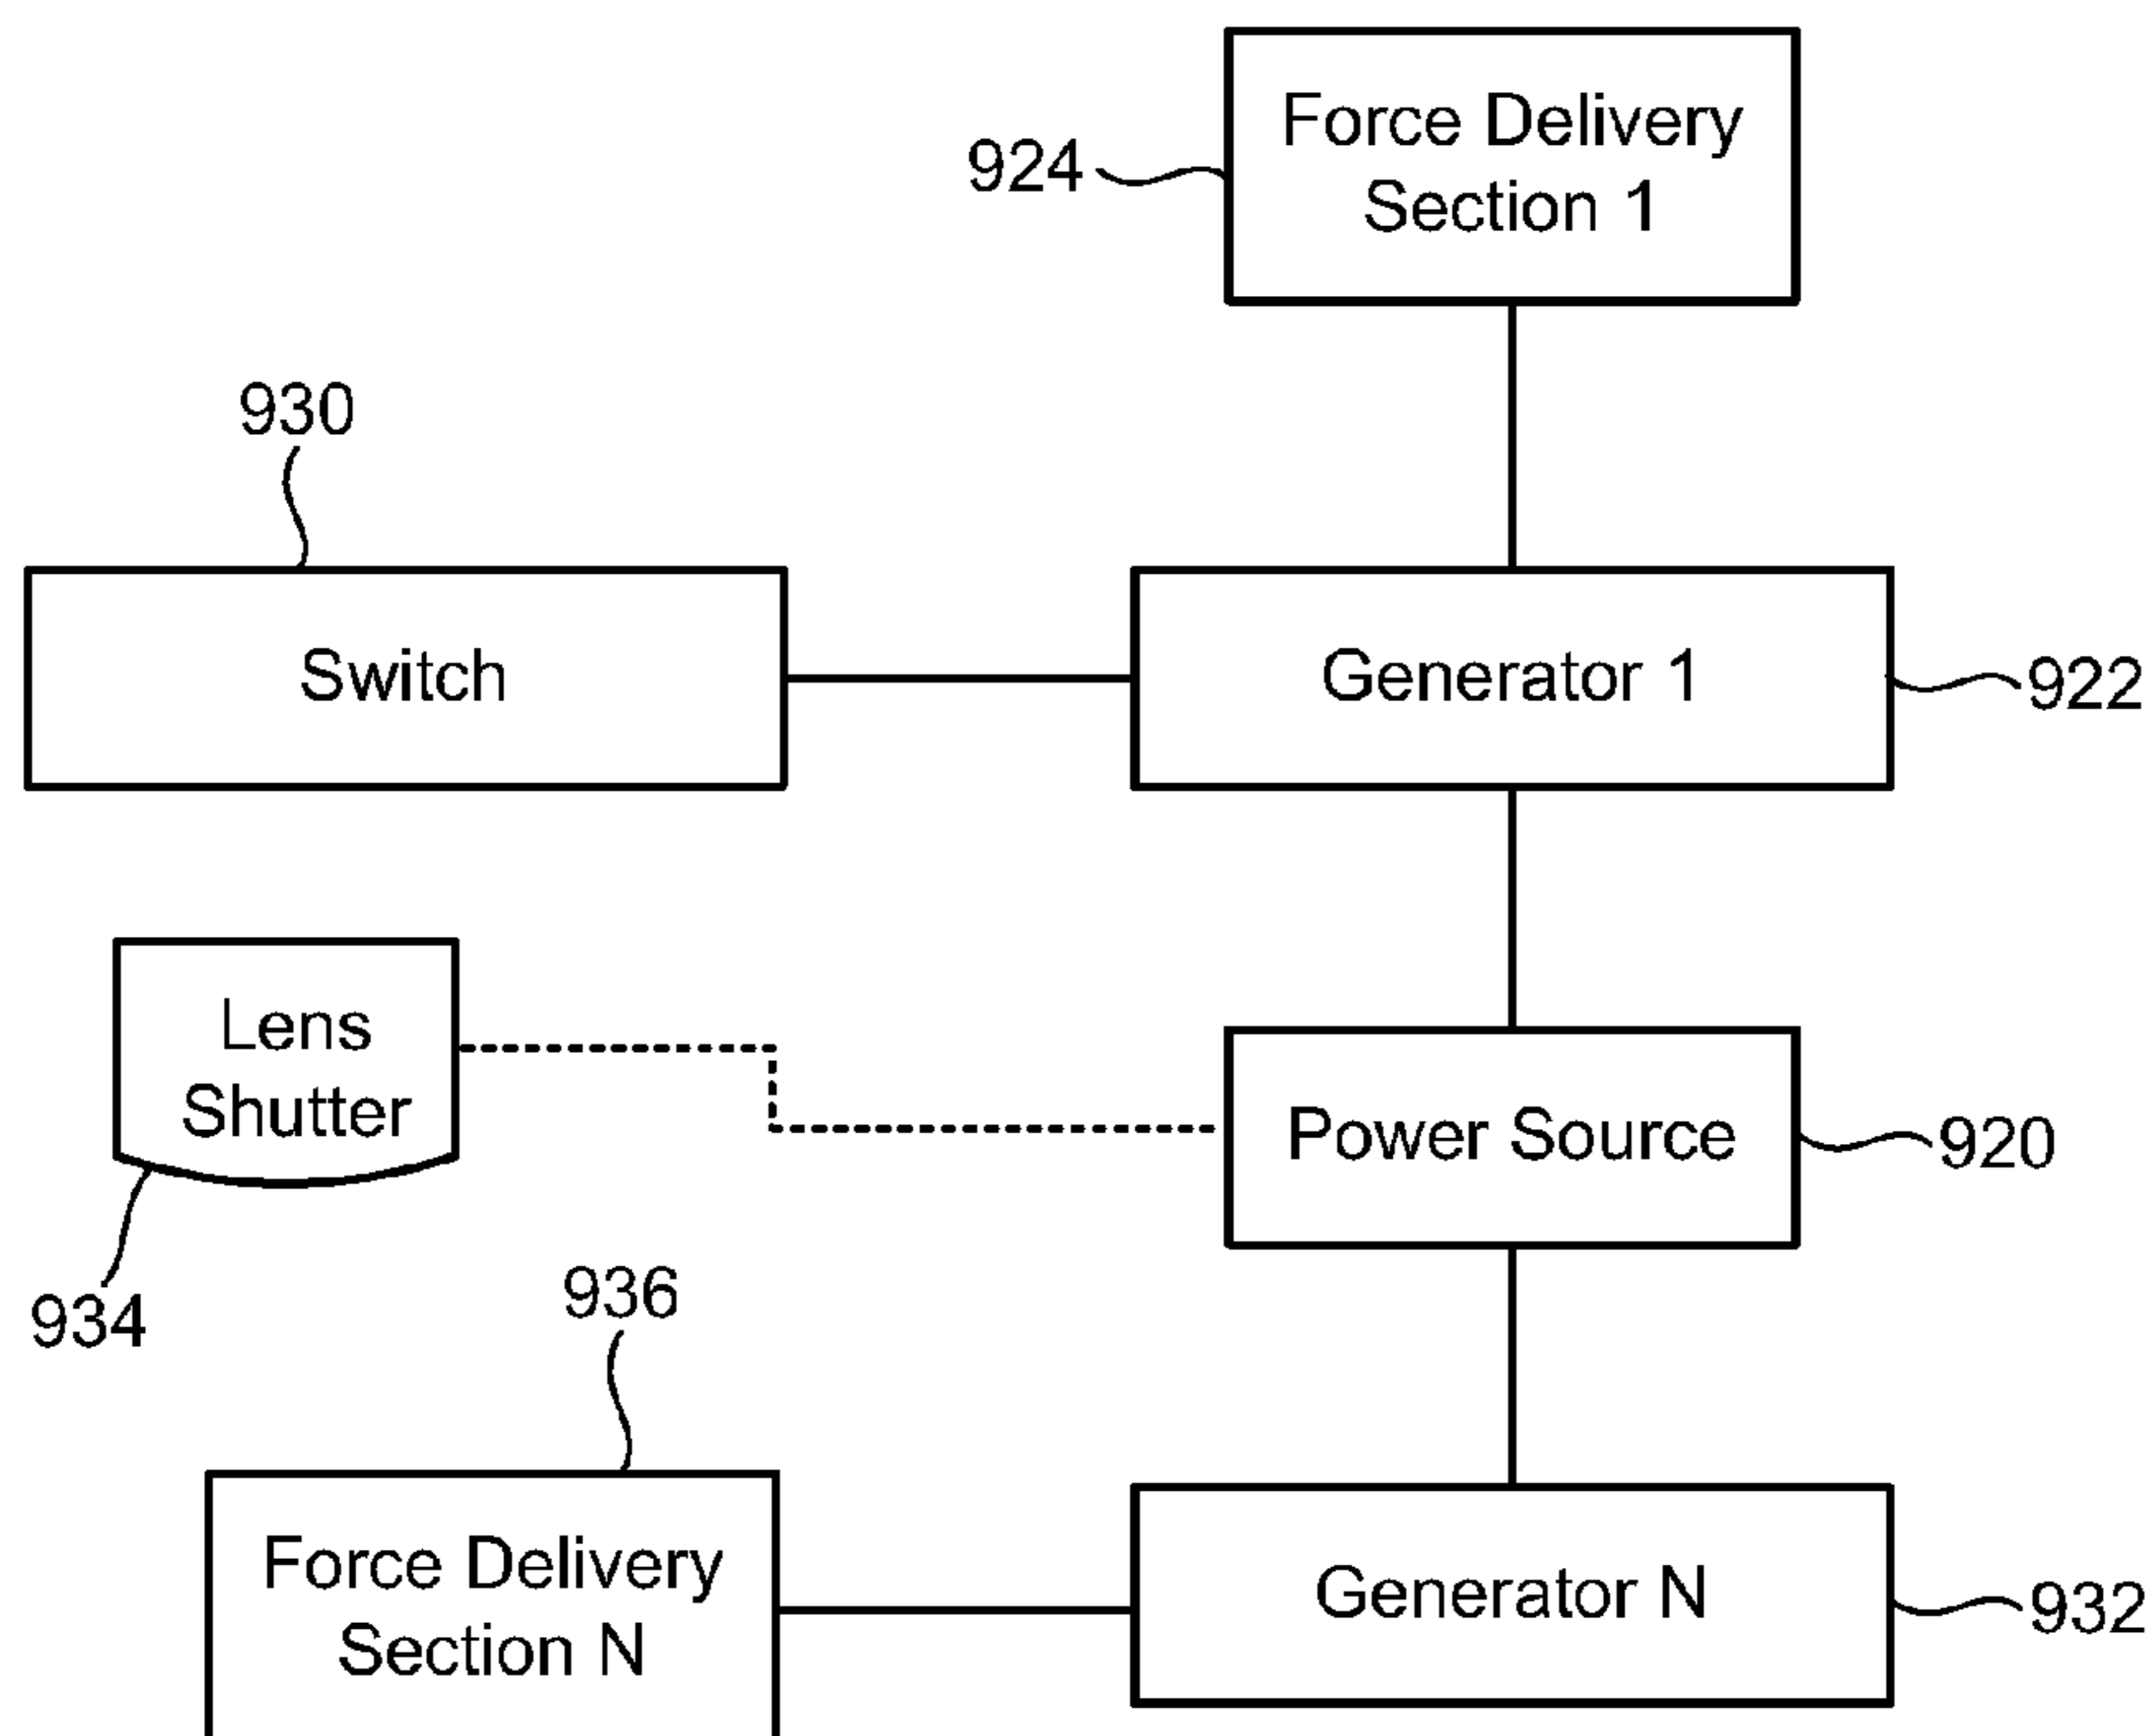 Force Delivery
Section 1
924
930
Switch
Generator 1
922
Lens
Shutter
Power Source
920
934
936
Force Delivery
Section N
Generator N
932